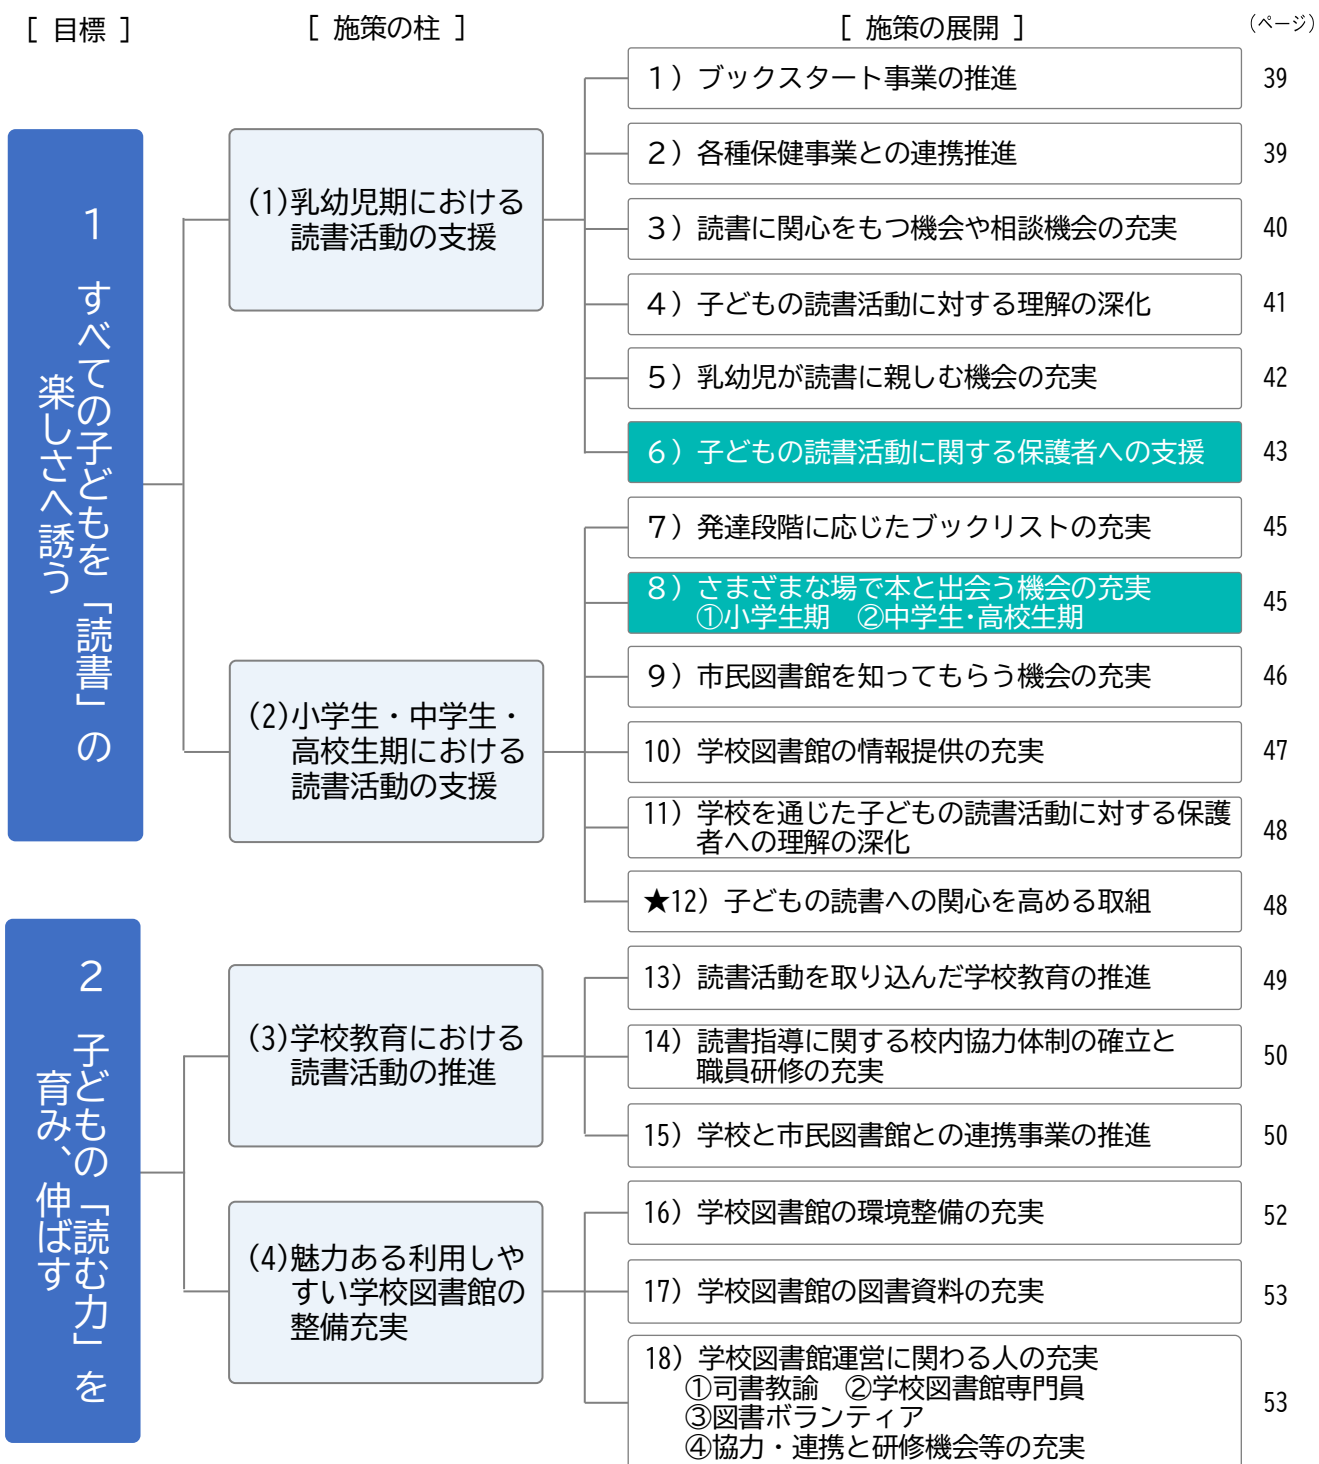 [ 目標 ]
[ 施策の柱 ]
[ 施策の展開 ]
(ページ)
1 すべての子どもを「読書」の
楽しさへ誘う
(1)乳幼児期における
読書活動の支援
1）ブックスタート事業の推進
39
2）各種保健事業との連携推進
39
3）読書に関心をもつ機会や相談機会の充実
40
4）子どもの読書活動に対する理解の深化
41
5）乳幼児が読書に親しむ機会の充実
42
6）子どもの読書活動に関する保護者への支援
43
(2)小学生・中学生・
高校生期における
読書活動の支援
7）発達段階に応じたブックリストの充実
45
8）さまざまな場で本と出会う機会の充実
①小学生期　②中学生・高校生期
45
9）市民図書館を知ってもらう機会の充実
46
10）学校図書館の情報提供の充実
47
11）学校を通じた子どもの読書活動に対する保護
者への理解の深化
48
★12）子どもの読書への関心を高める取組
48
2 子どもの「読む力」を
育み、伸ばす
(3)学校教育における
読書活動の推進
13）読書活動を取り込んだ学校教育の推進
49
14）読書指導に関する校内協力体制の確立と
職員研修の充実
50
15）学校と市民図書館との連携事業の推進
50
(4)魅力ある利用しや
すい学校図書館の
整備充実
16）学校図書館の環境整備の充実
52
17）学校図書館の図書資料の充実
53
18）学校図書館運営に関わる人の充実
①司書教諭　②学校図書館専門員
③図書ボランティア
④協力・連携と研修機会等の充実
53